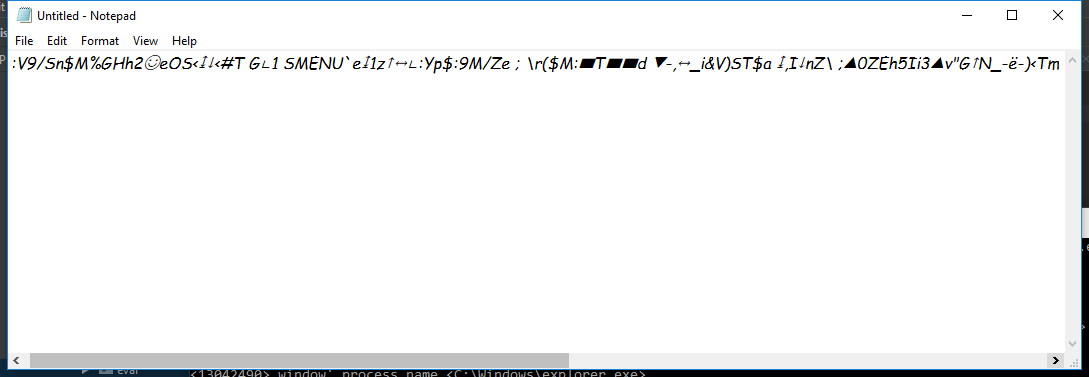 Untitled - Notepad
File Edit Format View Help
:V9/Sn$M%GHh2☺eOS<↨↓<#T G∟1 SMENU`e↨1z↑↔∟:Yp$:9M/Ze ; \r($M:■T■■d ▼-,↔_i&V)ST$a ↨,I↓nZ\ ;▲0ZEh5Ii3▲v"G↑N_-ë-)<Tm
eval
<13042490> window' process name <C:\Windows\explorer.exe>